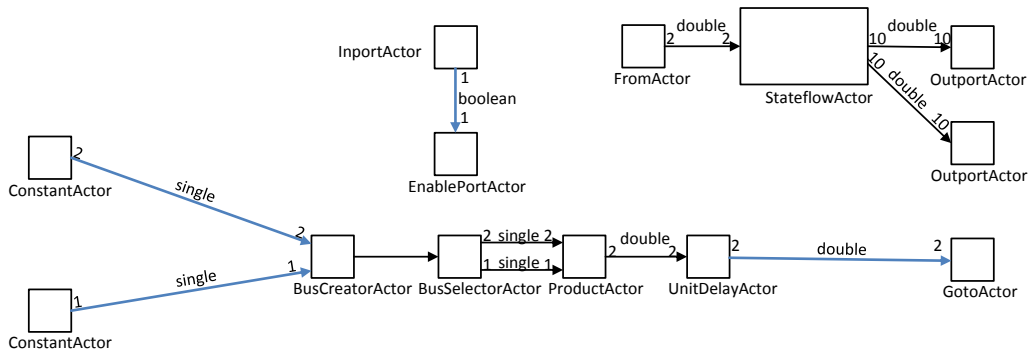 double
double
InportActor
2
2
10
10
FromActor
OutportActor
StateflowActor
10
double
10
1
boolean
1
EnablePortActor
OutportActor
2
ConstantActor
single
2
1
single
1
ConstantActor
BusCreatorActor
2 single 2
1 single 1
BusSelectorActor
double
2
2
ProductActor
2
double
2
UnitDelayActor
GotoActor